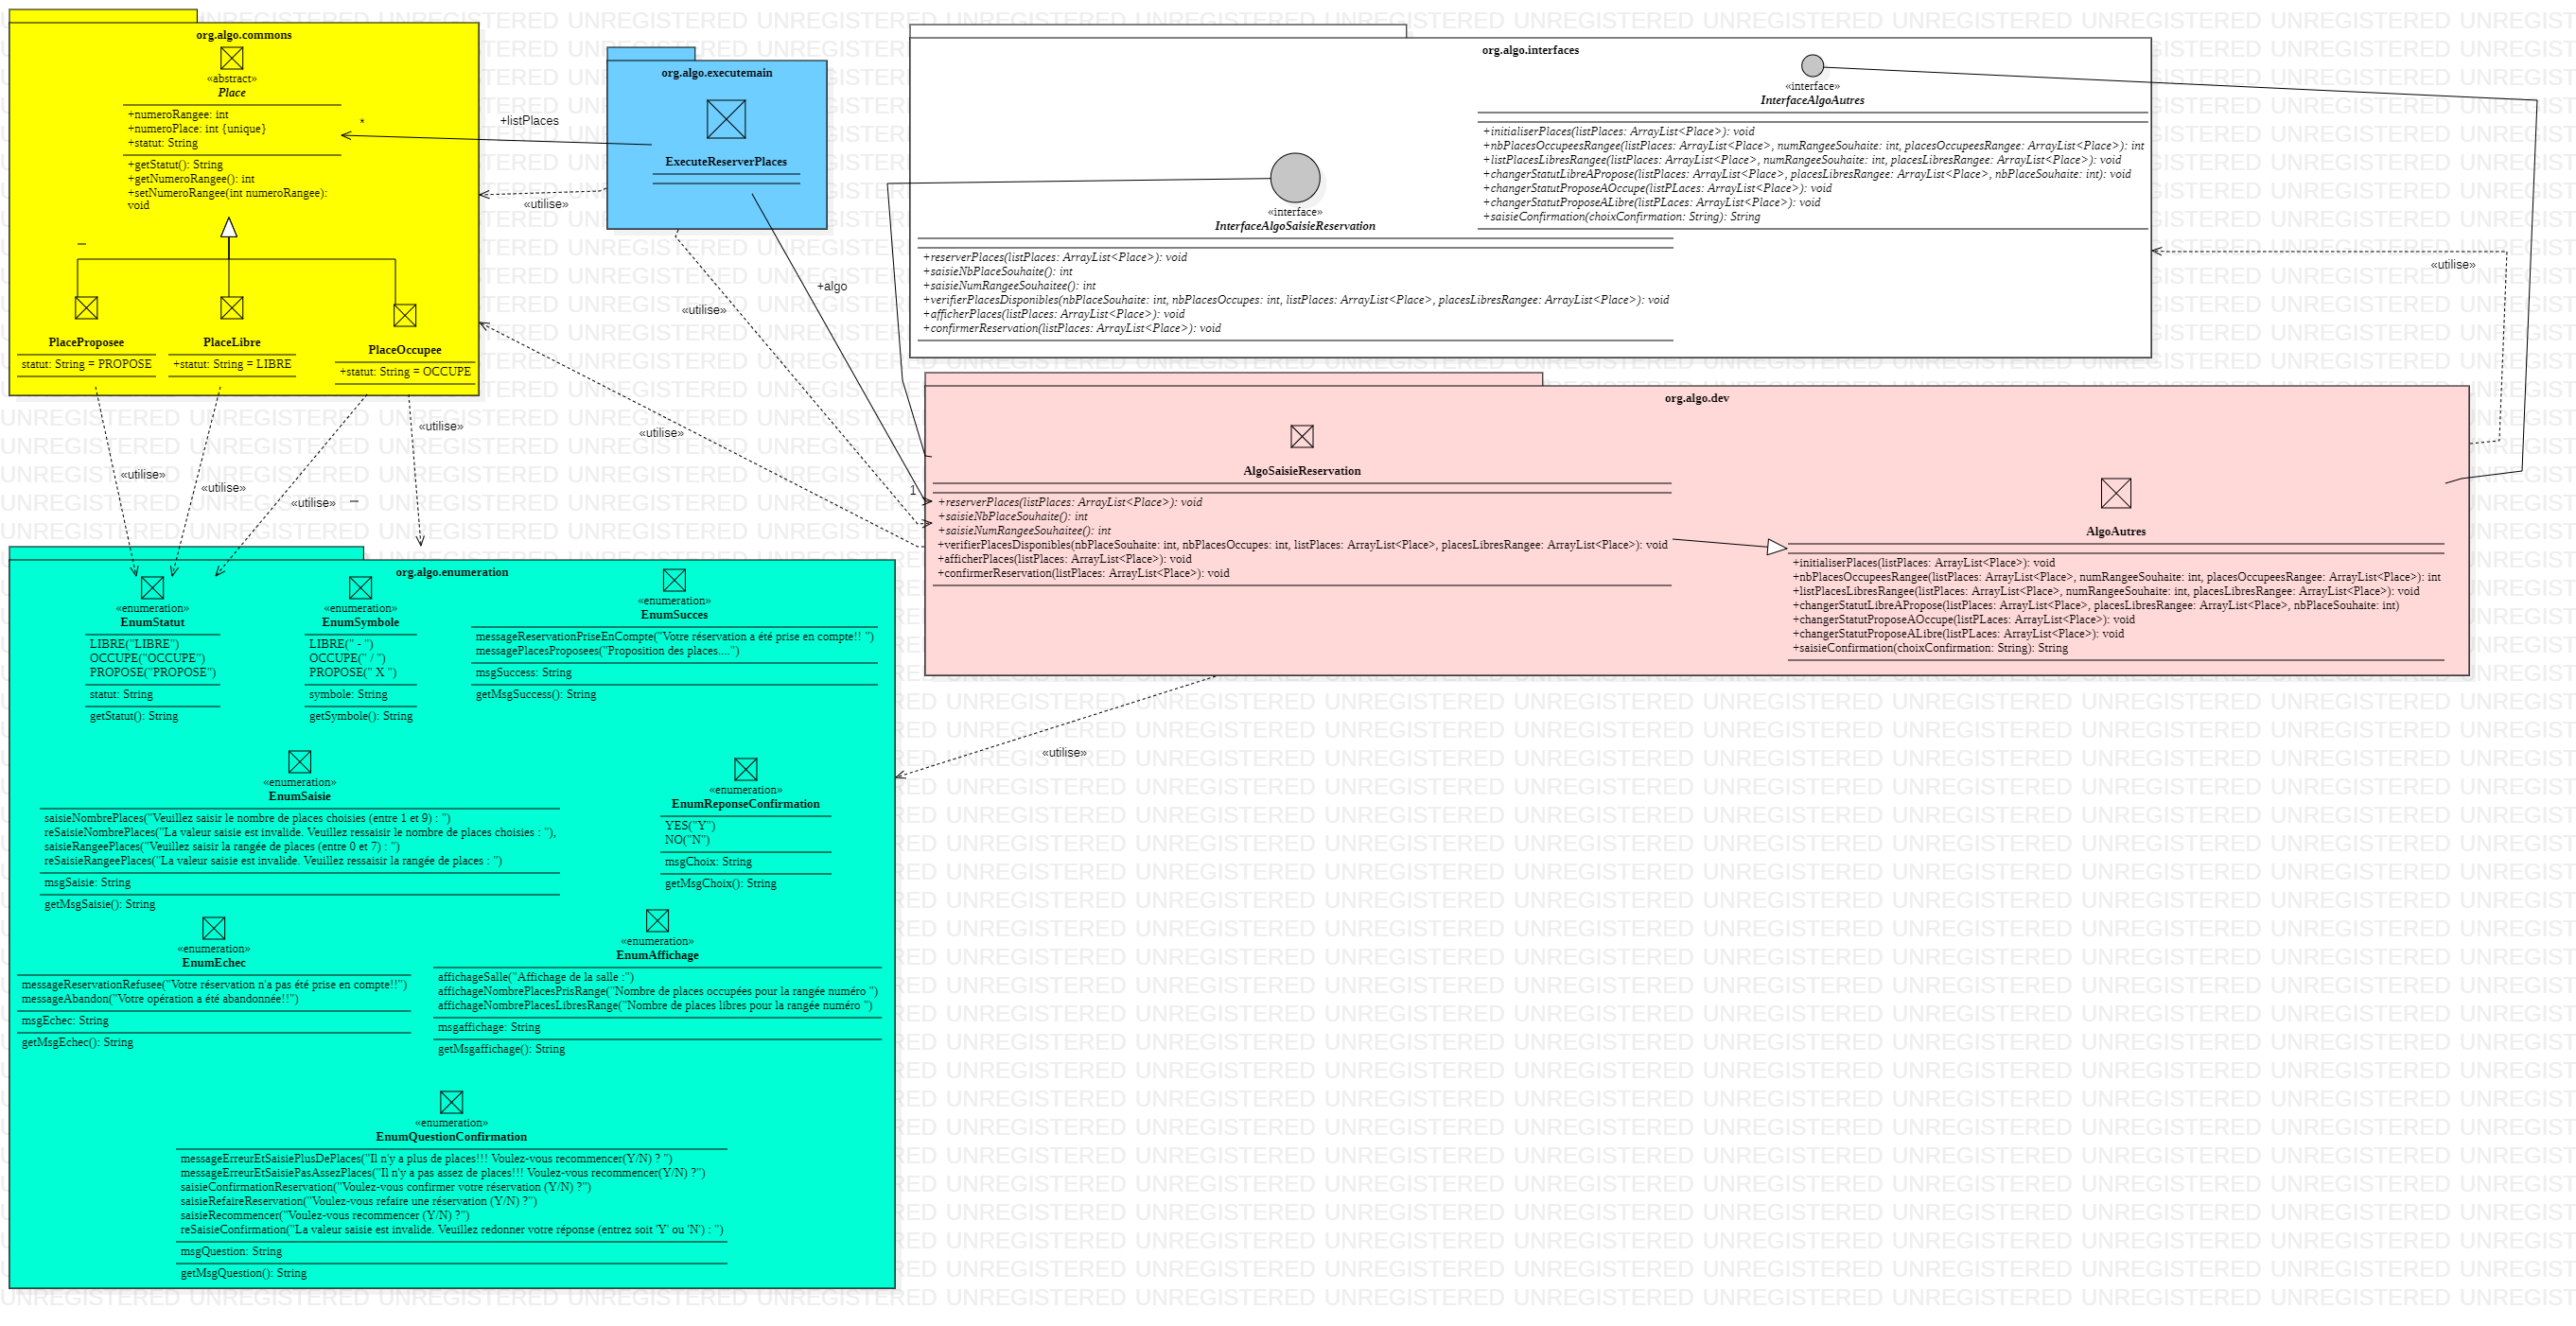 org.algo.commons
«abstract»
Place
+numeroRangee: int
+numeroPlace: int {unique}
+statut: String
+getStatut(): String
+getNumeroRangee(): int
+setNumeroRangee(int numeroRangee):
void
PlaceProposee
statut: String = PROPOSE
PlaceLibre
+statut: String = LIBRE
PlaceOccupee
+statut: String = OCCUPE
*
+listPlaces
«utilise»
org.algo.executemain
ExecuteReserverPlaces
«utilise»
+algo
1
«utilise»
«utilise»
«utilise»
«utilise»
«utilise»
org.algo.interfaces
«interface»
InterfaceAlgoAutres
+initialiserPlaces(listPlaces: ArrayList<Place>): void
+nbPlacesOccupeesRangee(listPlaces: ArrayList<Place>, numRangeeSouhaite: int, placesOccupeesRangee: ArrayList<Place>): int
+listPlacesLibresRangee(listPlaces: ArrayList<Place>, numRangeeSouhaite: int, placesLibresRangee: ArrayList<Place>): void
+changerStatutLibreAPropose(listPlaces: ArrayList<Place>, placesLibresRangee: ArrayList<Place>, nbPlaceSouhaite: int): void
+changerStatutProposeAOccupe(listPLaces: ArrayList<Place>): void
+changerStatutProposeALibre(listPLaces: ArrayList<Place>): void
+saisieConfirmation(choixConfirmation: String): String
«interface»
InterfaceAlgoSaisieReservation
+reserverPlaces(listPlaces: ArrayList<Place>): void
+saisieNbPlaceSouhaite(): int
+saisieNumRangeeSouhaitee(): int
+verifierPlacesDisponibles(nbPlaceSouhaite: int, nbPlacesOccupes: int, listPlaces: ArrayList<Place>, placesLibresRangee: ArrayList<Place>): void
+afficherPlaces(listPlaces: ArrayList<Place>): void
+confirmerReservation(listPlaces: ArrayList<Place>): void
«utilise»
org.algo.dev
AlgoSaisieReservation
+reserverPlaces(listPlaces: ArrayList<Place>): void
+saisieNbPlaceSouhaite(): int
+saisieNumRangeeSouhaitee(): int
+verifierPlacesDisponibles(nbPlaceSouhaite: int, nbPlacesOccupes: int, listPlaces: ArrayList<Place>, placesLibresRangee: ArrayList<Place>): void
+afficherPlaces(listPlaces: ArrayList<Place>): void
+confirmerReservation(listPlaces: ArrayList<Place>): void
AlgoAutres
+initialiserPlaces(listPlaces: ArrayList<Place>): void
+nbPlacesOccupeesRangee(listPlaces: ArrayList<Place>, numRangeeSouhaite: int, placesOccupeesRangee: ArrayList<Place>): int
+listPlacesLibresRangee(listPlaces: ArrayList<Place>, numRangeeSouhaite: int, placesLibresRangee: ArrayList<Place>): void
+changerStatutLibreAPropose(listPlaces: ArrayList<Place>, placesLibresRangee: ArrayList<Place>, nbPlaceSouhaite: int)
+changerStatutProposeAOccupe(listPLaces: ArrayList<Place>): void
+changerStatutProposeALibre(listPLaces: ArrayList<Place>): void
+saisieConfirmation(choixConfirmation: String): String
«utilise»
org.algo.enumeration
«enumeration»
EnumStatut
LIBRE("LIBRE")
OCCUPE("OCCUPE")
PROPOSE("PROPOSE")
statut: String
getStatut(): String
«enumeration»
EnumSymbole
LIBRE(" - ")
OCCUPE(" / ")
PROPOSE(" X ")
symbole: String
getSymbole(): String
«enumeration»
EnumSucces
messageReservationPriseEnCompte("Votre réservation a été prise en compte!! ")
messagePlacesProposees("Proposition des places....")
msgSuccess: String
getMsgSuccess(): String
«enumeration»
EnumSaisie
saisieNombrePlaces("Veuillez saisir le nombre de places choisies (entre 1 et 9) : ")
reSaisieNombrePlaces("La valeur saisie est invalide. Veuillez ressaisir le nombre de places choisies : "),
saisieRangeePlaces("Veuillez saisir la rangée de places (entre 0 et 7) : ")
reSaisieRangeePlaces("La valeur saisie est invalide. Veuillez ressaisir la rangée de places : ")
msgSaisie: String
getMsgSaisie(): String
«enumeration»
EnumReponseConfirmation
YES("Y")
NO("N")
msgChoix: String
getMsgChoix(): String
«enumeration»
EnumEchec
messageReservationRefusee("Votre réservation n'a pas été prise en compte!!")
messageAbandon("Votre opération a été abandonnée!!")
msgEchec: String
getMsgEchec(): String
«enumeration»
EnumAffichage
affichageSalle("Affichage de la salle :")
affichageNombrePlacesPrisRange("Nombre de places occupées pour la rangée numéro ")
affichageNombrePlacesLibresRange("Nombre de places libres pour la rangée numéro ")
msgaffichage: String
getMsgaffichage(): String
«enumeration»
EnumQuestionConfirmation
messageErreurEtSaisiePlusDePlaces("Il n'y a plus de places!!! Voulez-vous recommencer(Y/N) ? ")
messageErreurEtSaisiePasAssezPlaces("Il n'y a pas assez de places!!! Voulez-vous recommencer(Y/N) ?")
saisieConfirmationReservation("Voulez-vous confirmer votre réservation (Y/N) ?")
saisieRefaireReservation("Voulez-vous refaire une réservation (Y/N) ?")
saisieRecommencer("Voulez-vous recommencer (Y/N) ?")
reSaisieConfirmation("La valeur saisie est invalide. Veuillez redonner votre réponse (entrez soit 'Y' ou 'N') : ")
msgQuestion: String
getMsgQuestion(): String